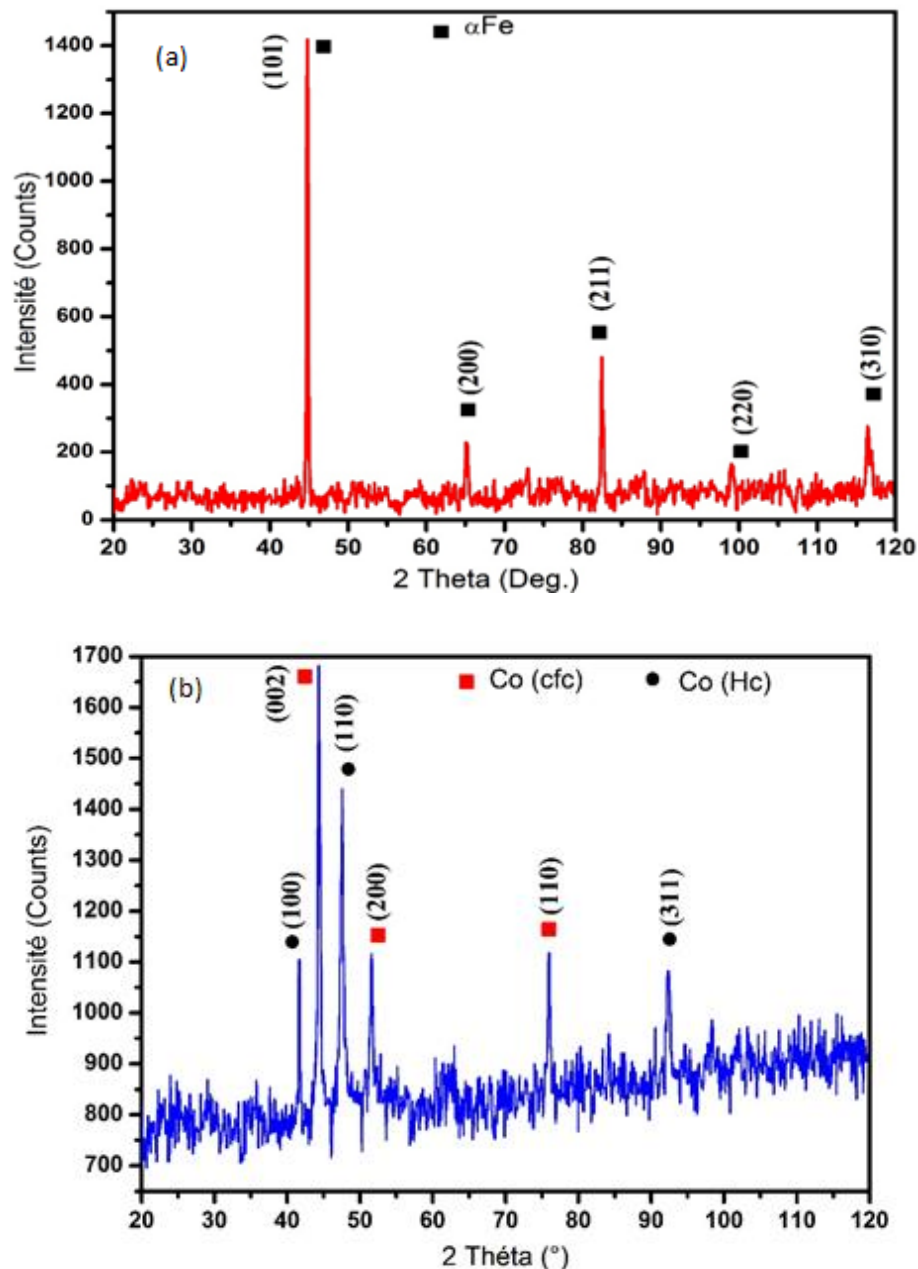 (a)
αFe
(101)
(200)
(211)
(220)
(310)
Intensité (Counts)
1400
1200
1000
800
600
400
200
0
20 30 40 50 60 70 80 90 100 110 120
2 Theta (Deg.)
(b)
Co (cfc)
Co (Hc)
(100)
(002)
(110)
(200)
(110)
(311)
Intensité (Counts)
1700
1600
1500
1400
1300
1200
1100
1000
900
800
700
20 30 40 50 60 70 80 90 100 110 120
2 Théta (°)